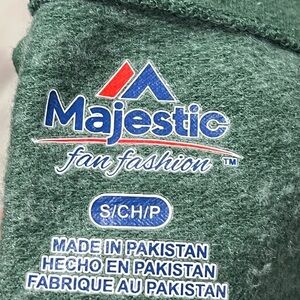 Majestic
fan fashion ™
S/CH/P
MADE IN PAKISTAN
HECHO EN PAKISTAN
FABRIQUE AU PAKISTAN